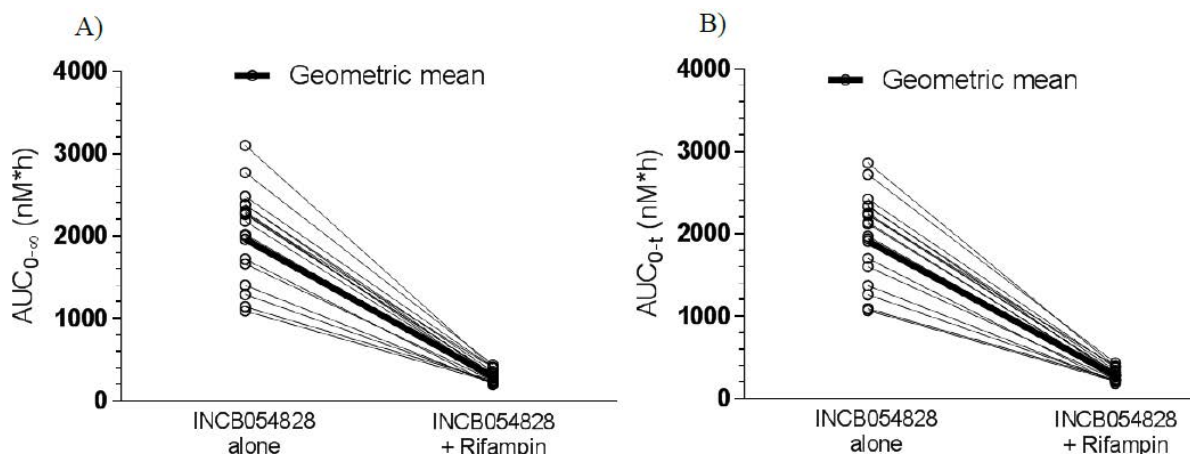 A)
4000
3000
2000
1000
0
AUC0-∞ (nM*h)
Geometric mean
INCB054828
alone
INCB054828
+ Rifampin
B)
4000
3000
2000
1000
0
AUC0-t (nM*h)
Geometric mean
INCB054828
alone
INCB054828
+ Rifampin